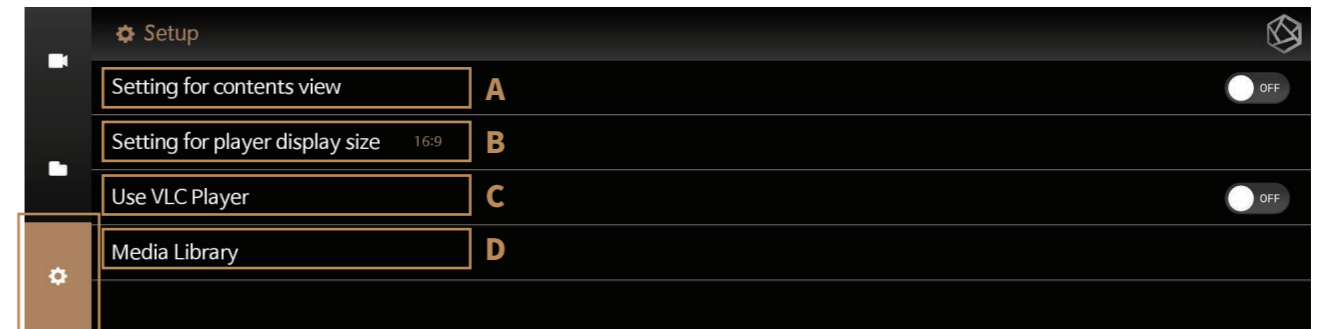 Setup
Setting for contents view A OFF
Setting for player display size 16:9 B
Use VLC Player C OFF
Media Library D